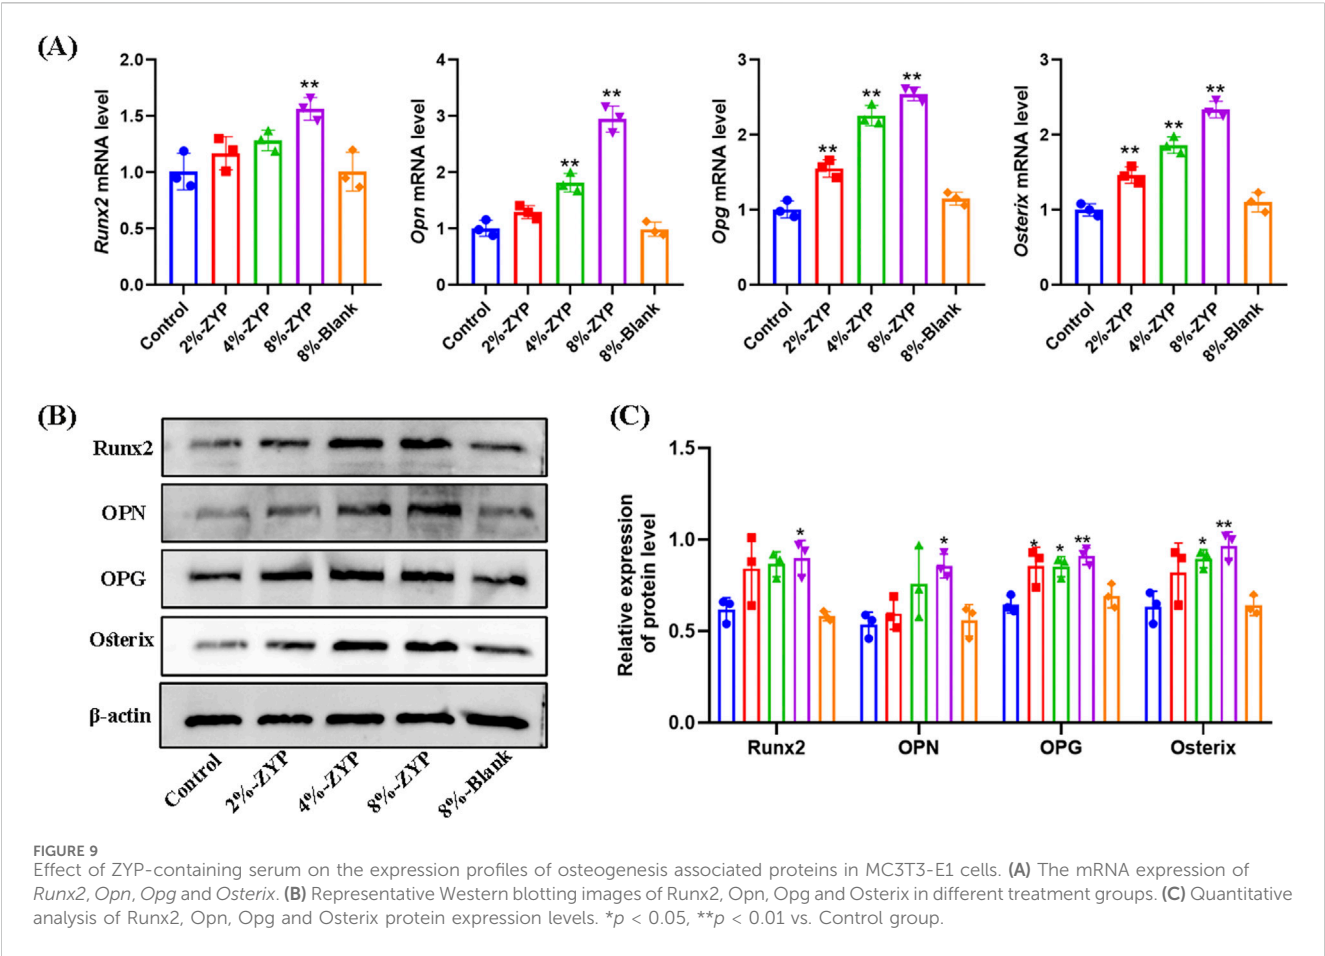 (A)
2.0
1.5
1.0
0.5
0.0
Runx2 mRNA level
**
Control
2%-ZYP
4%-ZYP
8%-ZYP
8%-Blank
4
3
2
1
0
Opn mRNA level
**
**
Control
2%-ZYP
4%-ZYP
8%-ZYP
8%-Blank
3
2
1
0
Opg mRNA level
**
**
**
Control
2%-ZYP
4%-ZYP
8%-ZYP
8%-Blank
3
2
1
0
Osterix mRNA level
**
**
**
Control
2%-ZYP
4%-ZYP
8%-ZYP
8%-Blank
(B)
Runx2
OPN
OPG
Osterix
β-actin
Control
2%-ZYP
4%-ZYP
8%-ZYP
8%-Blank
(C)
1.5
1.0
0.5
0.0
Relative expression
of protein level
*
*
*
*
**
*
**
Runx2
OPN
OPG
Osterix
FIGURE 9
Effect of ZYP-containing serum on the expression profiles of osteogenesis associated proteins in MC3T3-E1 cells. (A) The mRNA expression of
Runx2, Opn, Opg and Osterix. (B) Representative Western blotting images of Runx2, Opn, Opg and Osterix in different treatment groups. (C) Quantitative
analysis of Runx2, Opn, Opg and Osterix protein expression levels. *p < 0.05, **p < 0.01 vs. Control group.